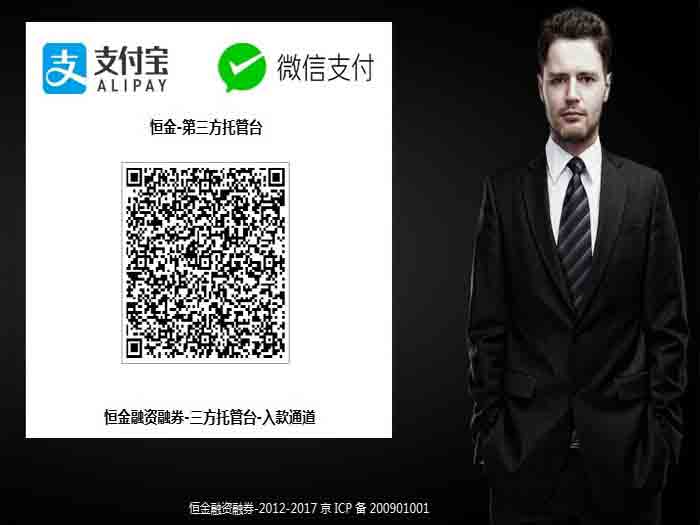 支付宝
ALIPAY
微信支付
恒金-第三方托管台
恒金融资融券-三方托管台-入款通道
恒金融资融券-2012-2017 京 ICP 备 200901001